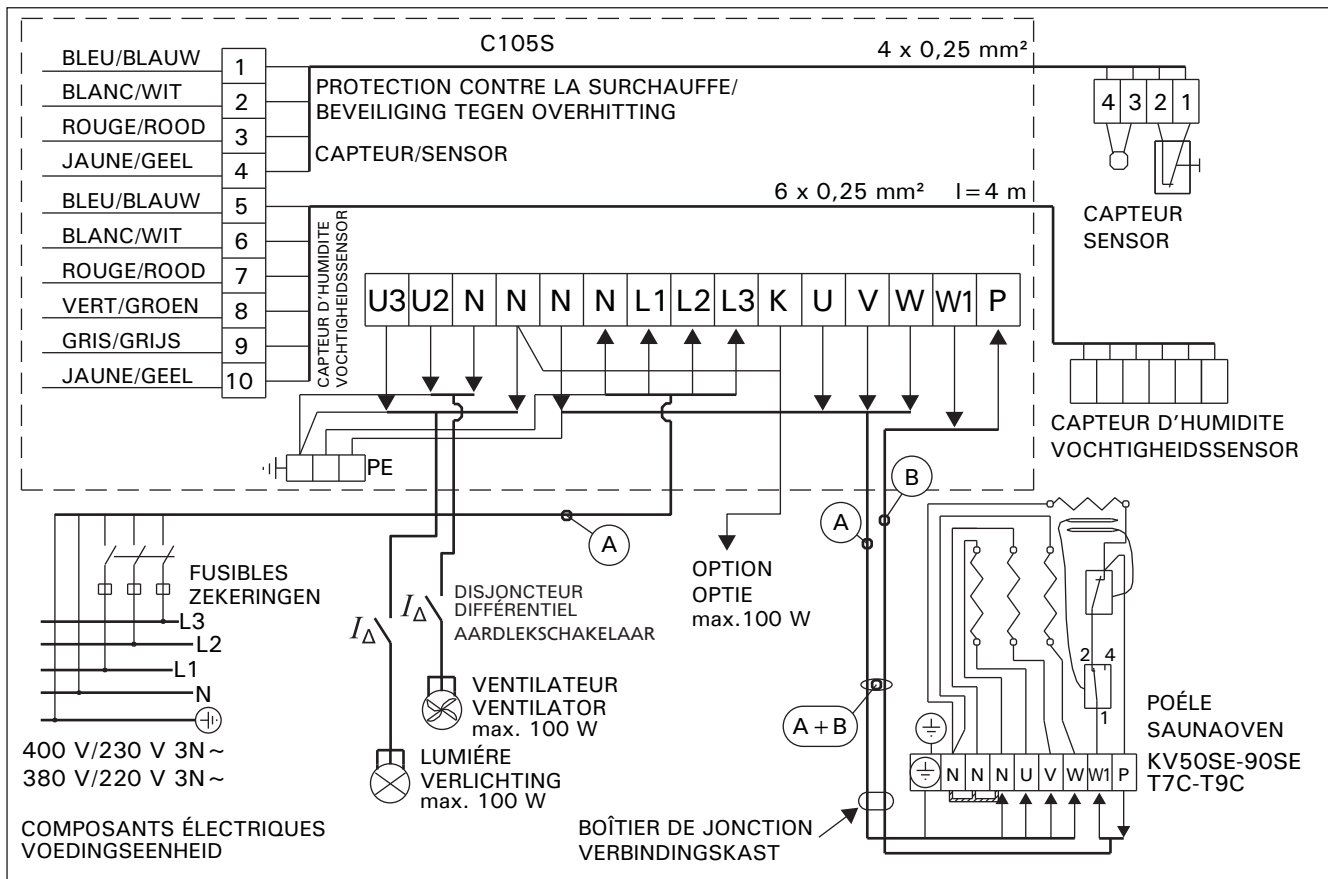 C105S
4 x 0,25 mm²
BLEU/BLAUW 1
BLANC/WIT 2
ROUGE/ROOD 3
JAUNE/GEEL 4
BLEU/BLAUW 5
BLANC/WIT 6
ROUGE/ROOD 7
VERT/GROEN 8
GRIS/GRIJS 9
JAUNE/GEEL 10
PROTECTION CONTRE LA SURCHAUFFE/
BEVEILIGING TEGEN OVERHITTING
CAPTEUR/SENSOR
4 3 2 1
CAPTEUR
SENSOR
6 x 0,25 mm² l=4 m
CAPTEUR D'HUMIDITE
VOCHTIGHEIDSSENSOR
U3 U2 N N N N L1 L2 L3 K U V W W1 P
CAPTEUR D'HUMIDITE
VOCHTIGHEIDSSENSOR
PE
A
B
A
FUSIBLES
ZEKERINGEN
L3
L2
L1
N
400 V/230 V 3N~
380 V/220 V 3N~
COMPOSANTS ÉLECTRIQUES
VOEDINGSEENHEID
IΔ
IΔ
DISJONCTEUR
DIFFÉRENTIEL
AARDLEKSCHAKELAAR
VENTILATEUR
VENTILATOR
max. 100 W
LUMIÉRE
VERLICHTING
max. 100 W
OPTION
OPTIE
max.100 W
A+B
BOÎTIER DE JONCTION
VERBINDINGSKAST
2 4
1
N N N U V W W1 P
POÉLE
SAUNAOVEN
KV50SE-90SE
T7C-T9C